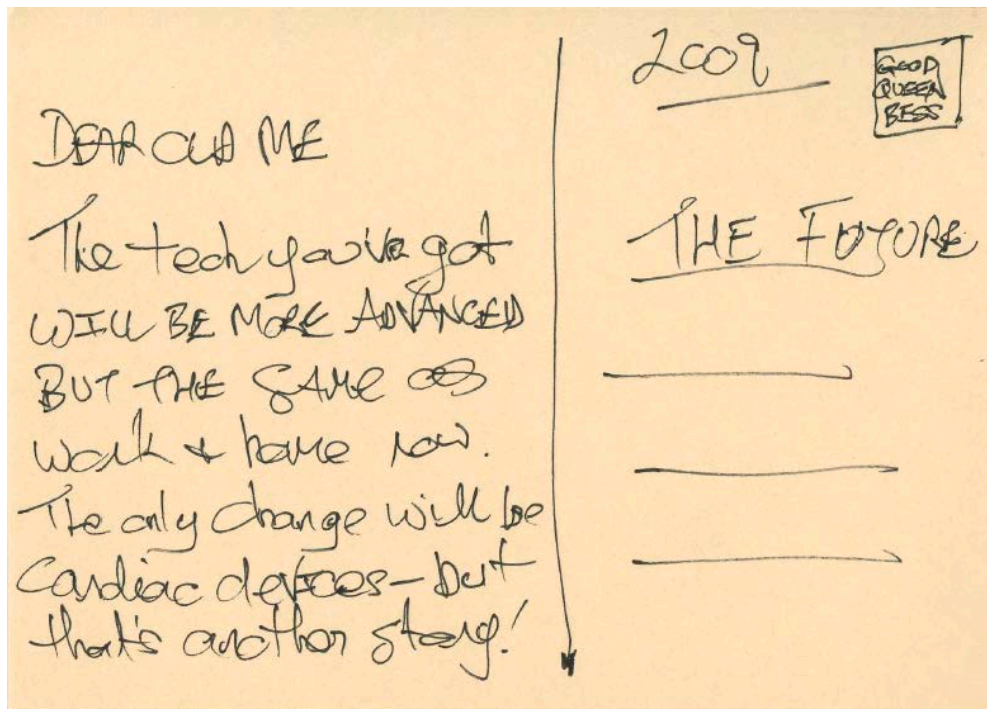 DEAR OLD ME
The tech you've got
WILL BE MORE ADVANCED
BUT THE SAME as
work & home now.
The only change will be
Cardiac devices – but
that's another story!
2009
GOOD
QUEEN
BESS
THE FUTURE